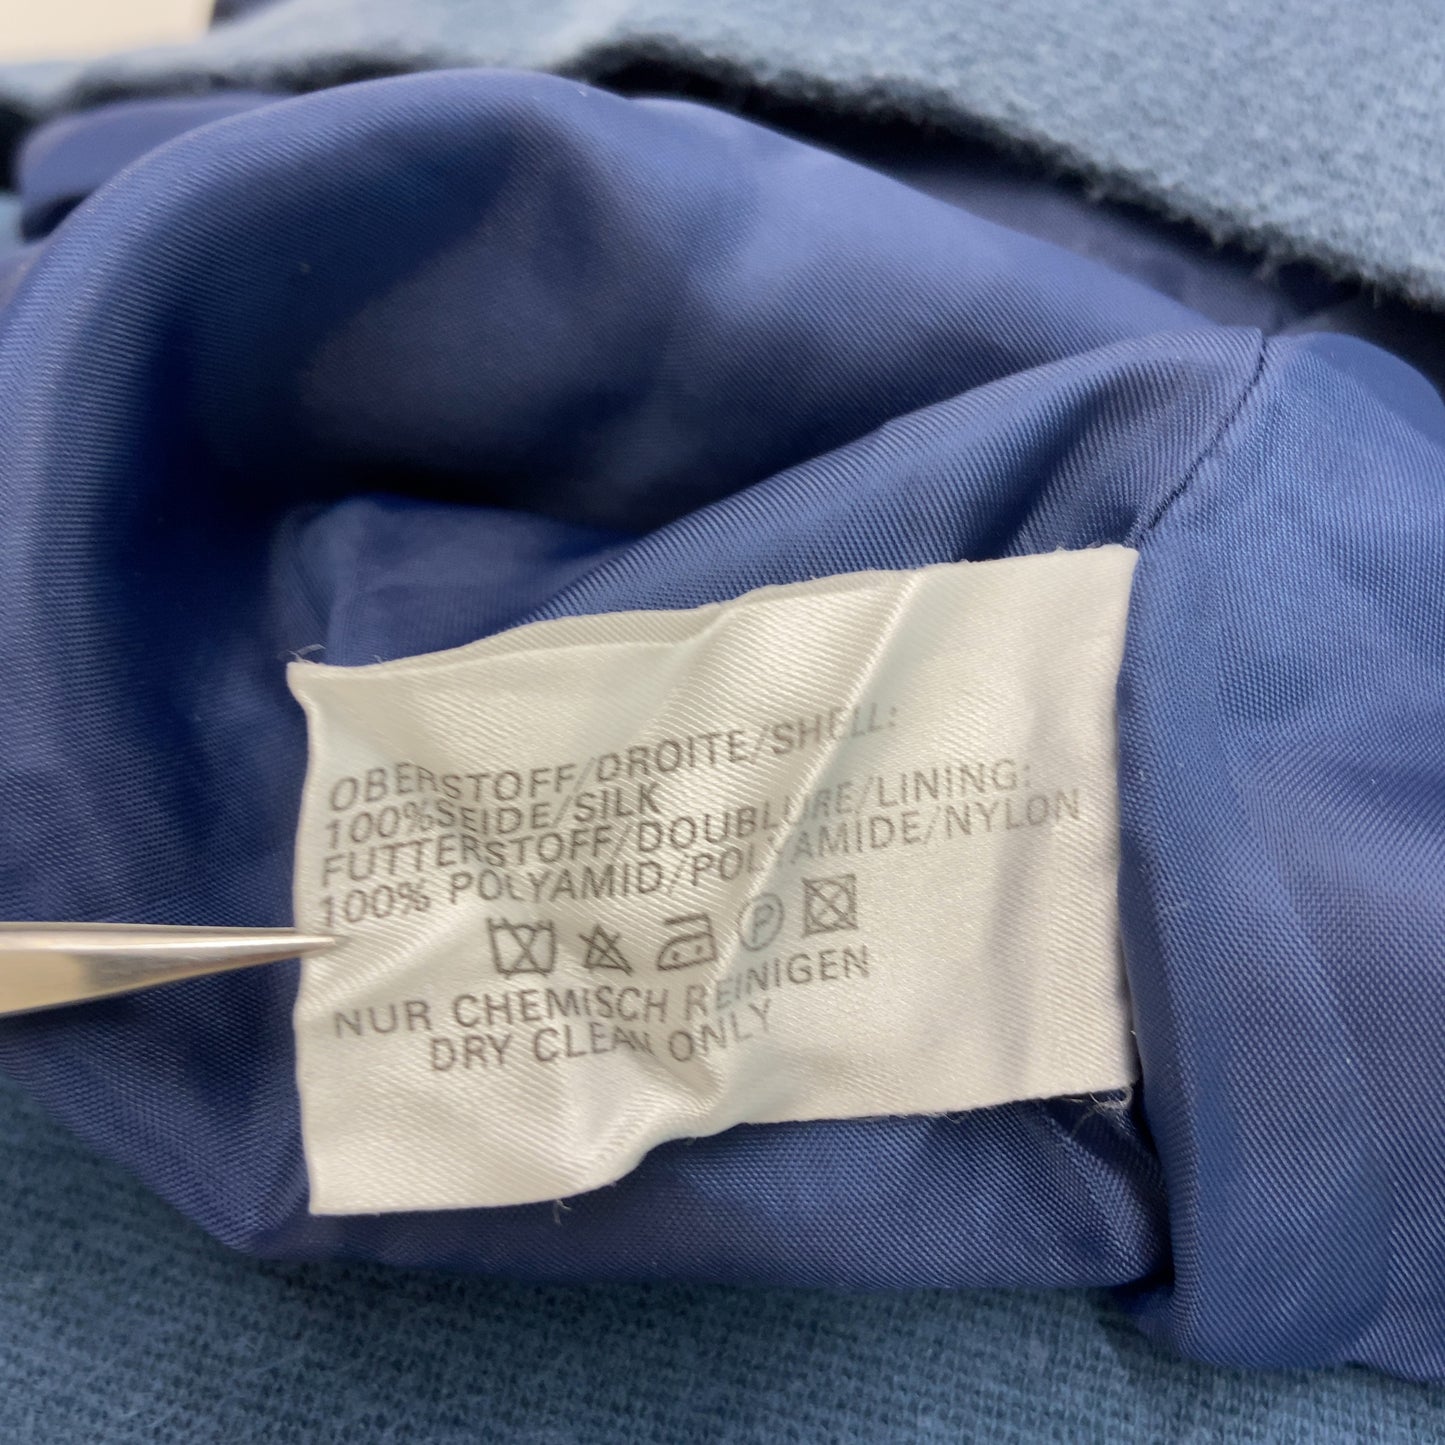 OBERSTOFF/DROITE/SHELL:
100%SEIDE/SILK
FUTTERSTOFF/DOUBLURE/LINING:
100% POLYAMID/POLYAMIDE/NYLON
P
NUR CHEMISCH REINIGEN
DRY CLEAN ONLY